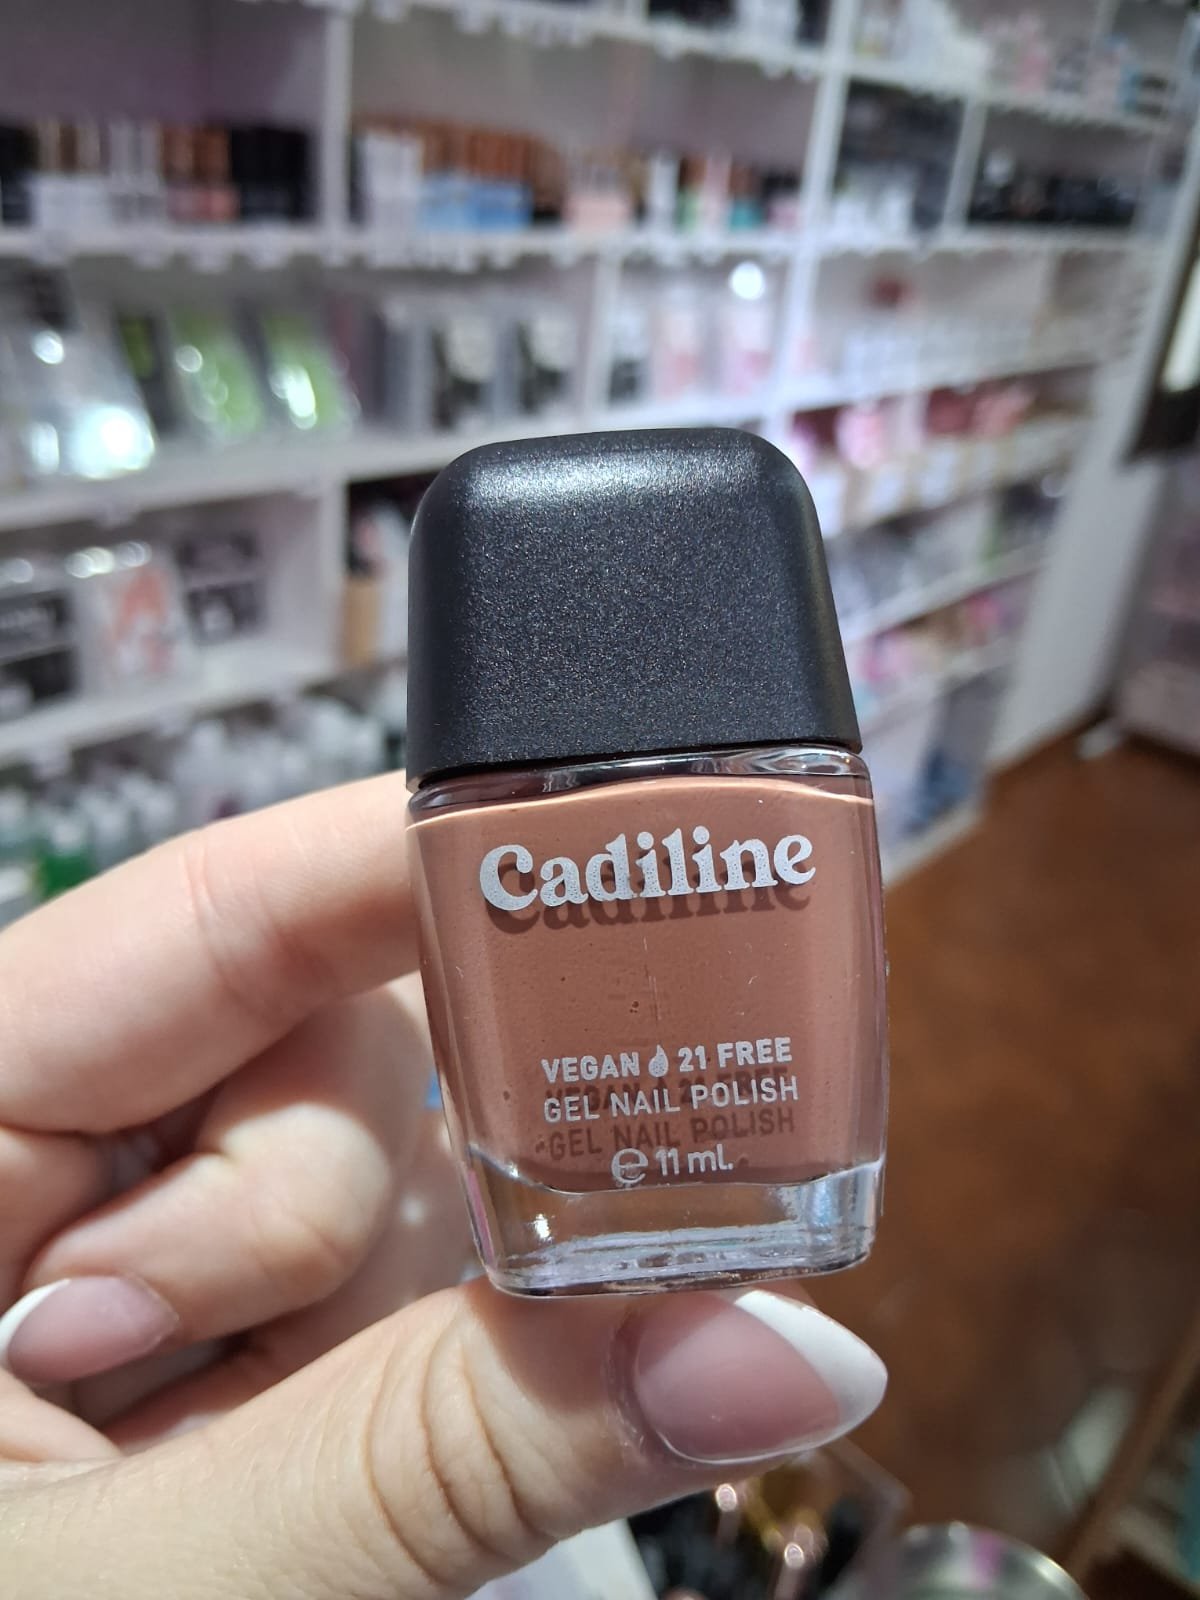 Cadiline
VEGAN 21 FREE
GEL NAIL POLISH
e 11 ml.